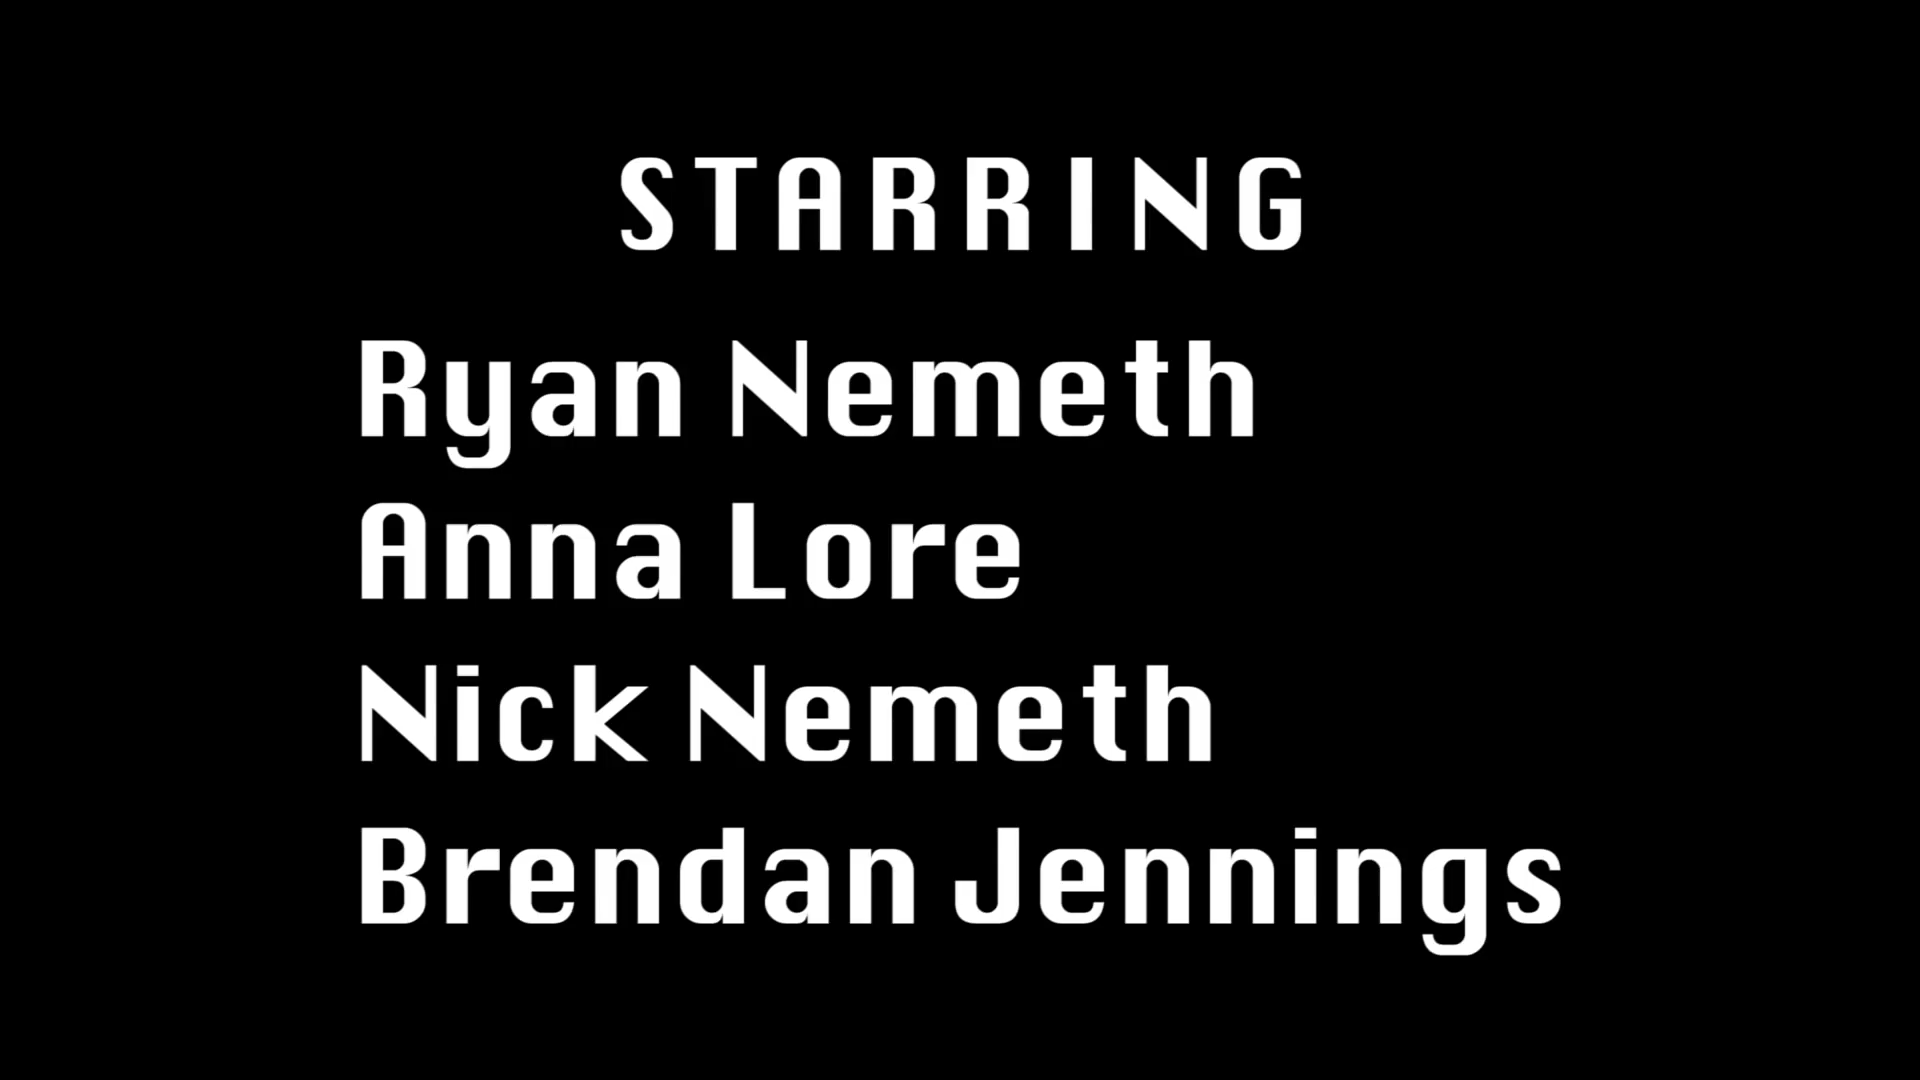 STARRING
Ryan Nemeth
Anna Lore
Nick Nemeth
Brendan Jennings